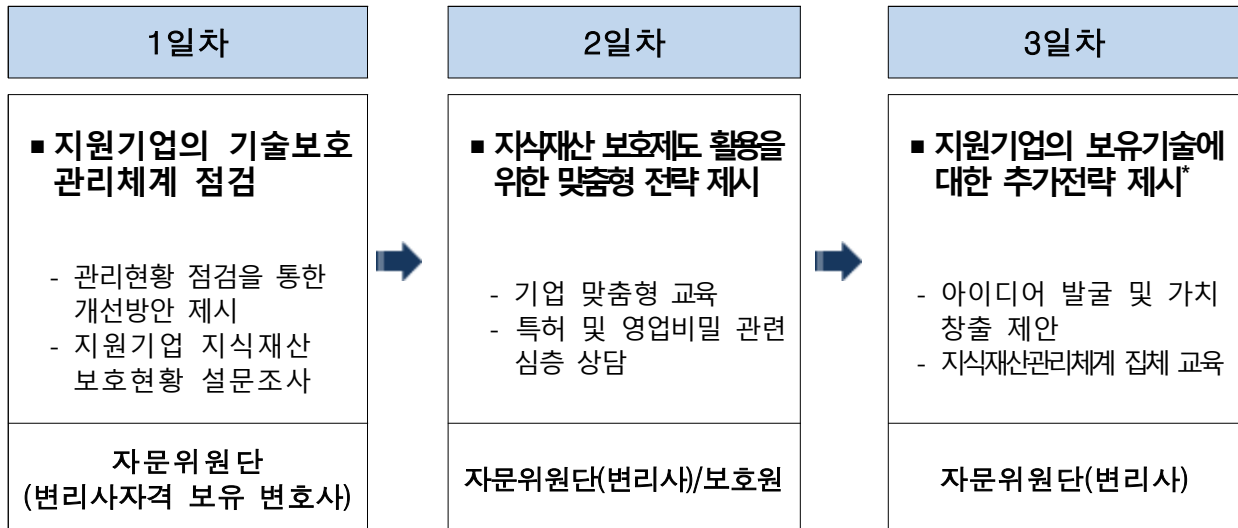 1일차
■ 지원기업의 기술보호
관리체계 점검
- 관리현황 점검을 통한
개선방안 제시
- 지원기업 지식재산
보호현황 설문조사
자문위원단
(변리사자격 보유 변호사)
2일차
■ 지식재산 보호제도 활용을
위한 맞춤형 전략 제시
- 기업 맞춤형 교육
- 특허 및 영업비밀 관련
심층 상담
자문위원단(변리사)/보호원
3일차
■ 지원기업의 보유기술에
대한 추가전략 제시*
- 아이디어 발굴 및 가치
창출 제안
- 지식재산관리체계 집체 교육
자문위원단(변리사)